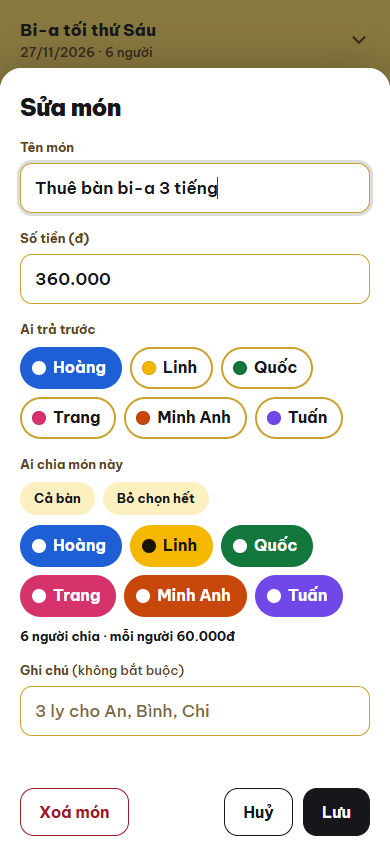 Bi-a tối thứ Sáu
27/11/2026 · 6 người
Sửa món
Tên món
Thuê bàn bi-a 3 tiếng
Số tiền (đ)
360.000
Ai trả trước
Hoàng Linh Quốc
Trang Minh Anh Tuấn
Ai chia món này
Cả bàn Bỏ chọn hết
Hoàng Linh Quốc
Trang Minh Anh Tuấn
6 người chia · mỗi người 60.000đ
Ghi chú (không bắt buộc)
3 ly cho An, Bình, Chi
Xoá món Huỷ Lưu